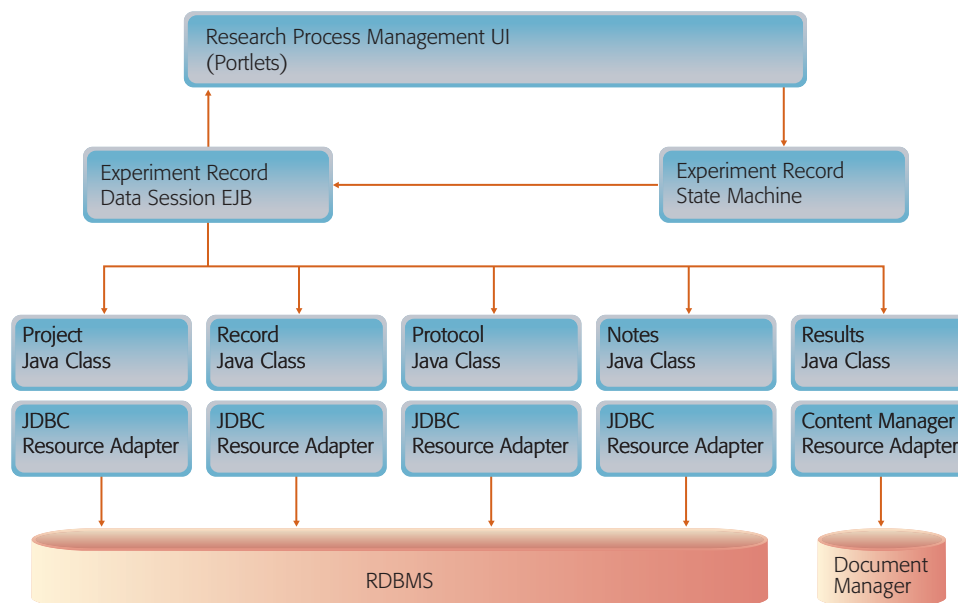 Research Process Management UI
(Portlets)
Experiment Record
Data Session EJB
Experiment Record
State Machine
Project
Java Class
Record
Java Class
Protocol
Java Class
Notes
Java Class
Results
Java Class
JDBC
Resource Adapter
JDBC
Resource Adapter
JDBC
Resource Adapter
JDBC
Resource Adapter
Content Manager
Resource Adapter
RDBMS
Document
Manager